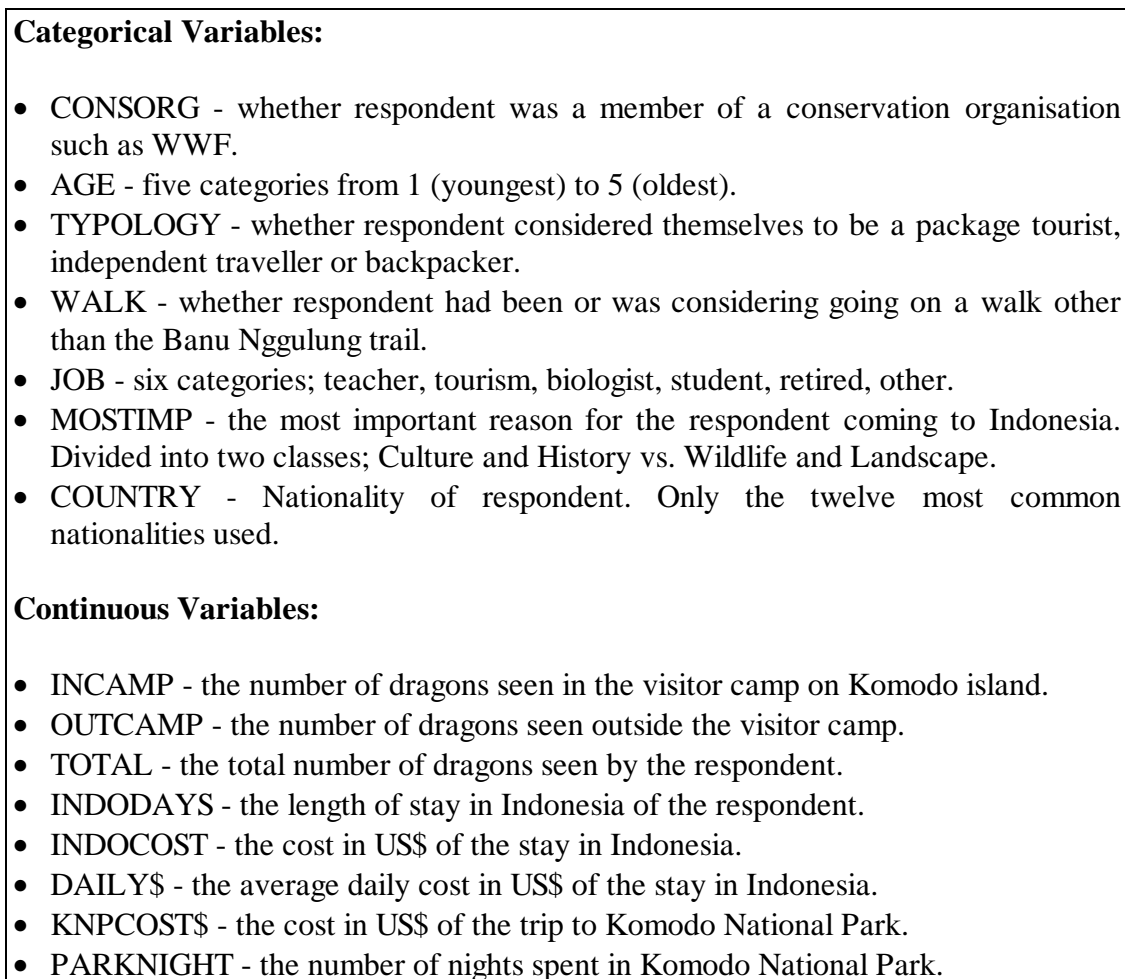 Categorical Variables:
• CONSORG - whether respondent was a member of a conservation organisation
such as WWF.
• AGE - five categories from 1 (youngest) to 5 (oldest).
• TYPOLOGY - whether respondent considered themselves to be a package tourist,
independent traveller or backpacker.
• WALK - whether respondent had been or was considering going on a walk other
than the Banu Nggulung trail.
• JOB - six categories; teacher, tourism, biologist, student, retired, other.
• MOSTIMP - the most important reason for the respondent coming to Indonesia.
Divided into two classes; Culture and History vs. Wildlife and Landscape.
• COUNTRY - Nationality of respondent. Only the twelve most common
nationalities used.
Continuous Variables:
• INCAMP - the number of dragons seen in the visitor camp on Komodo island.
• OUTCAMP - the number of dragons seen outside the visitor camp.
• TOTAL - the total number of dragons seen by the respondent.
• INDODAYS - the length of stay in Indonesia of the respondent.
• INDOCOST - the cost in US$ of the stay in Indonesia.
• DAILY$ - the average daily cost in US$ of the stay in Indonesia.
• KNPCOST$ - the cost in US$ of the trip to Komodo National Park.
• PARKNIGHT - the number of nights spent in Komodo National Park.